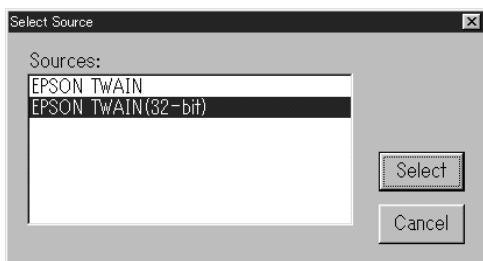 Select Source
Sources:
EPSON TWAIN
EPSON TWAIN(32-bit)
Select
Cancel